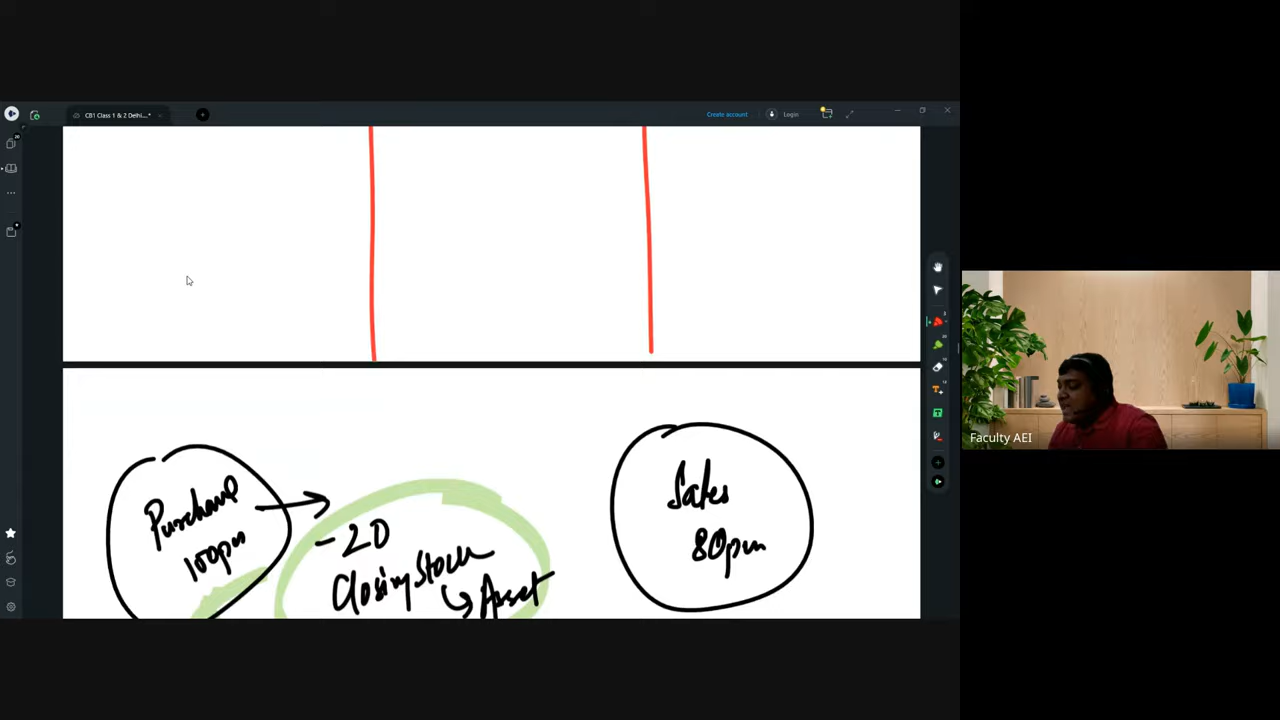 CB1 Class 1 & 2 Delhi...*
Create account
Login
Purchase
100pcs
- 20
Closing Stock
Asset
Sales
80pcs
Faculty AEI